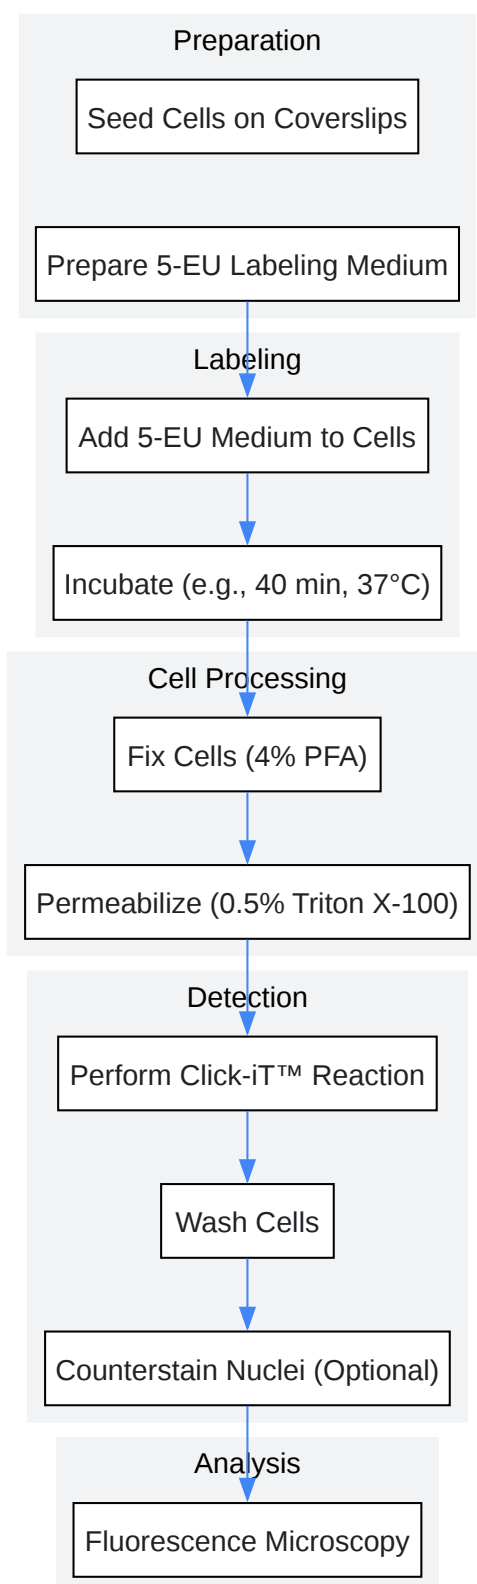 Preparation
Seed Cells on Coverslips
Prepare 5-EU Labeling Medium
Labeling
Add 5-EU Medium to Cells
Incubate (e.g., 40 min, 37°C)
Cell Processing
Fix Cells (4% PFA)
Permeabilize (0.5% Triton X-100)
Detection
Perform Click-iT™ Reaction
Wash Cells
Counterstain Nuclei (Optional)
Analysis
Fluorescence Microscopy